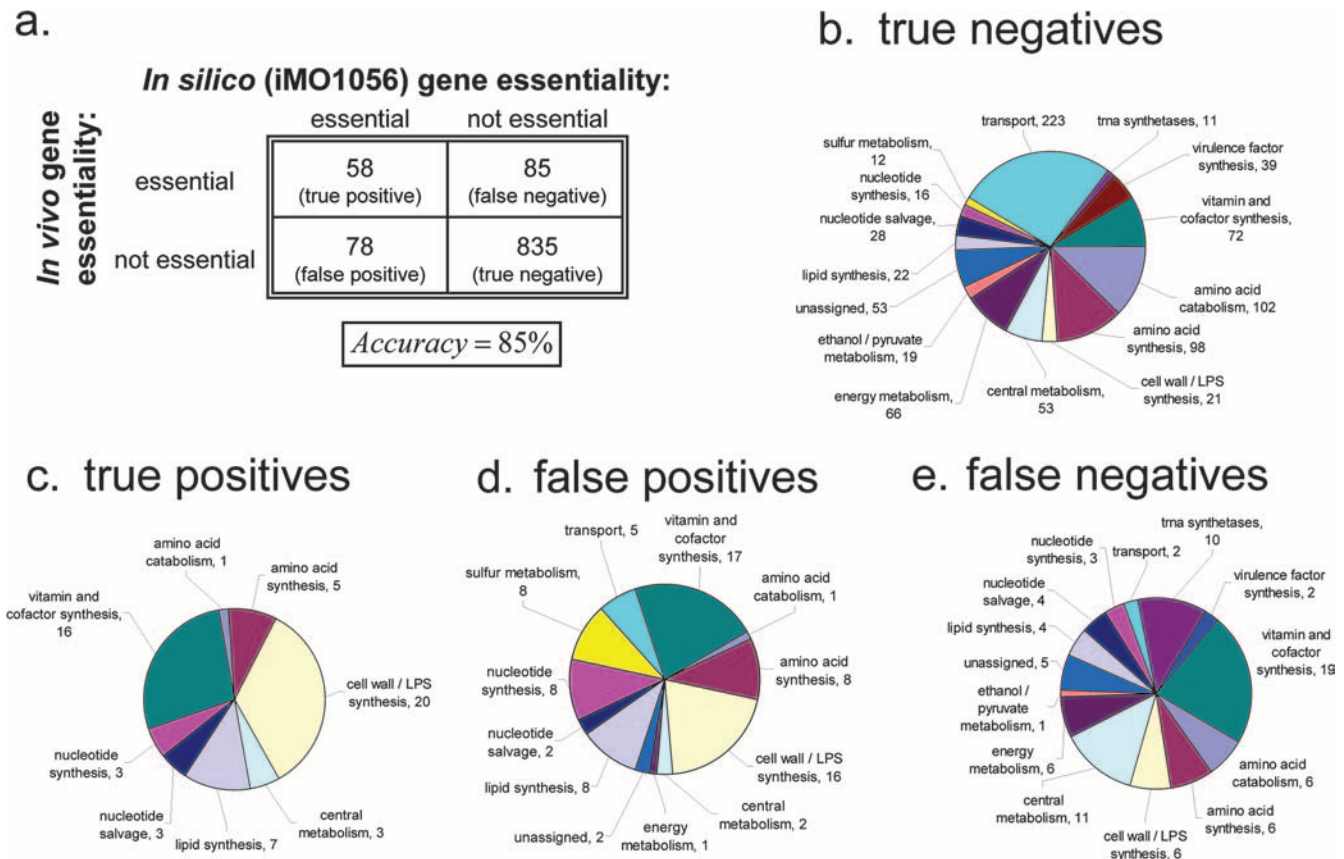 a.
In silico (iMO1056) gene essentiality:
In vivo gene
essentiality:
essential
not essential
essential
58
(true positive)
85
(false negative)
not essential
78
(false positive)
835
(true negative)
Accuracy = 85%
b. true negatives
transport, 223
trna synthetases, 11
virulence factor
synthesis, 39
vitamin and
cofactor synthesis,
72
amino acid
catabolism, 102
amino acid
synthesis, 98
cell wall / LPS
synthesis, 21
central metabolism,
53
energy metabolism,
66
ethanol / pyruvate
metabolism, 19
unassigned, 53
lipid synthesis, 22
nucleotide salvage,
28
nucleotide
synthesis, 16
sulfur metabolism,
12
c. true positives
amino acid
catabolism, 1
amino acid
synthesis, 5
cell wall / LPS
synthesis, 20
central
metabolism, 3
lipid synthesis, 7
nucleotide
salvage, 3
nucleotide
synthesis, 3
vitamin and
cofactor synthesis,
16
d. false positives
transport, 5
vitamin and
cofactor
synthesis, 17
amino acid
catabolism, 1
amino acid
synthesis, 8
cell wall / LPS
synthesis, 16
central
metabolism, 2
energy
metabolism, 1
unassigned, 2
lipid synthesis, 8
nucleotide
salvage, 2
nucleotide
synthesis, 8
sulfur metabolism,
8
e. false negatives
trna synthetases,
10
virulence factor
synthesis, 2
vitamin and
cofactor
synthesis, 19
amino acid
catabolism, 6
amino acid
synthesis, 6
cell wall / LPS
synthesis, 6
central
metabolism, 11
energy
metabolism, 6
ethanol /
pyruvate
metabolism, 1
unassigned, 5
lipid synthesis, 4
nucleotide
salvage, 4
nucleotide
synthesis, 3
transport, 2